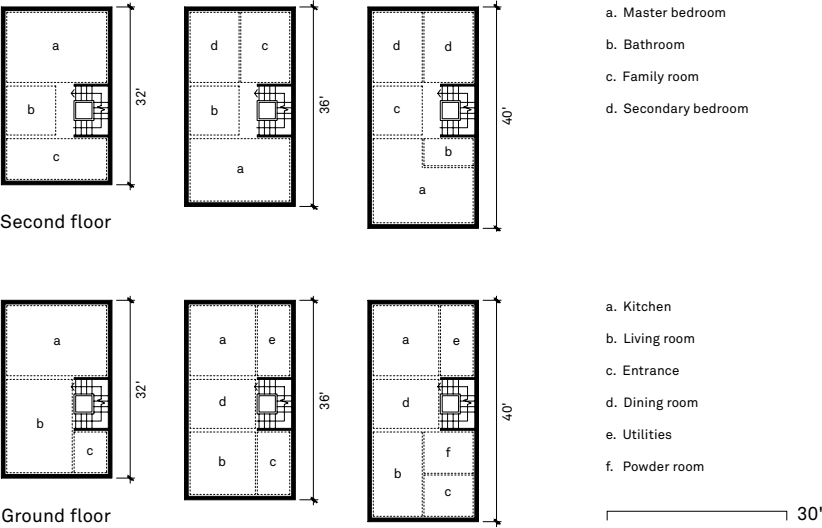 a
b
c
32'
d c
b
a
36'
d d
c
b
a
40'
a. Master bedroom
b. Bathroom
c. Family room
d. Secondary bedroom
Second floor
a
b
c
32'
a e
d
b c
36'
a e
d
f
b
c
40'
a. Kitchen
b. Living room
c. Entrance
d. Dining room
e. Utilities
f. Powder room
Ground floor
30'